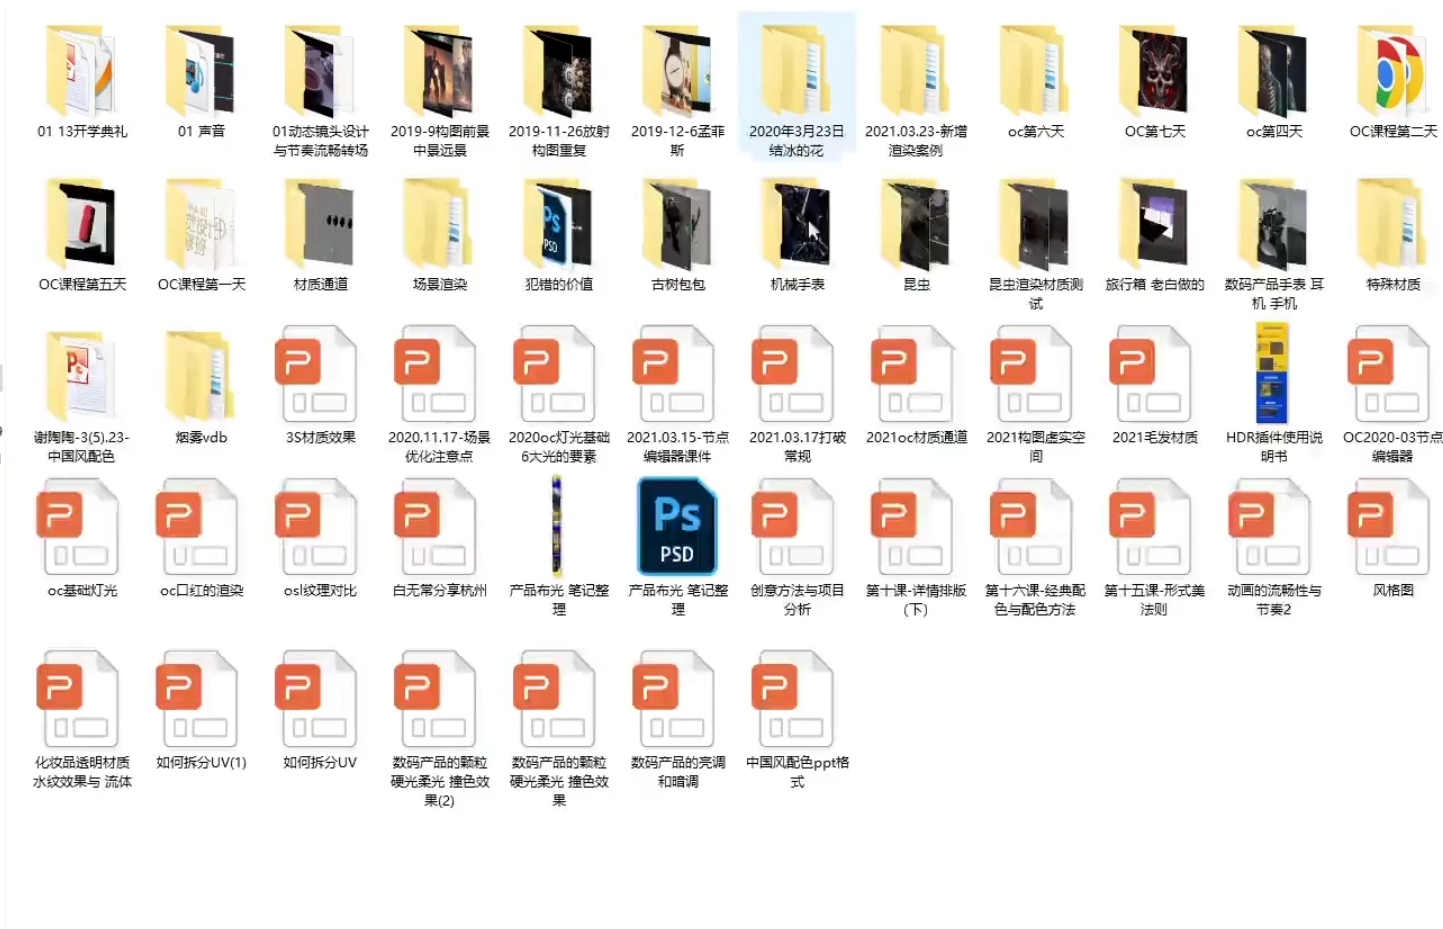 01 13开学典礼
01 声音
01动态镜头设计
与节奏流畅转场
2019-9构图前景
中景远景
2019-11-26放射
构图重复
2019-12-6孟菲
斯
2020年3月23日
结冰的花
2021.03.23-新增
渲染案例
oc第六天
OC第七天
oc第四天
OC课程第二天
OC课程第五天
OC课程第一天
材质通道
场景渲染
Ps
PSD
犯错的价值
古树包包
机械手表
昆虫
昆虫渲染材质测
试
旅行箱 老白做的
数码产品手表 耳
机 手机
特殊材质
谢陶陶-3(5).23-
中国风配色
烟雾vdb
3S材质效果
2020.11.17-场景
优化注意点
2020oc灯光基础
6大光的要素
2021.03.15-节点
编辑器课件
2021.03.17打破
常规
2021oc材质通道
2021构图虚实空
间
2021毛发材质
HDR插件使用说
明书
OC2020-03节点
编辑器
oc基础灯光
oc口红的渲染
osl纹理对比
白无常分享杭州
产品布光 笔记整
理
Ps
PSD
产品布光 笔记整
理
创意方法与项目
分析
第十课-详情排版
(下)
第十六课-经典配
色与配色方法
第十五课-形式美
法则
动画的流畅性与
节奏2
风格图
化妆品透明材质
水纹效果与 流体
如何拆分UV(1)
如何拆分UV
数码产品的颗粒
硬光柔光 撞色效
果(2)
数码产品的颗粒
硬光柔光 撞色效
果
数码产品的亮调
和暗调
中国风配色ppt格
式